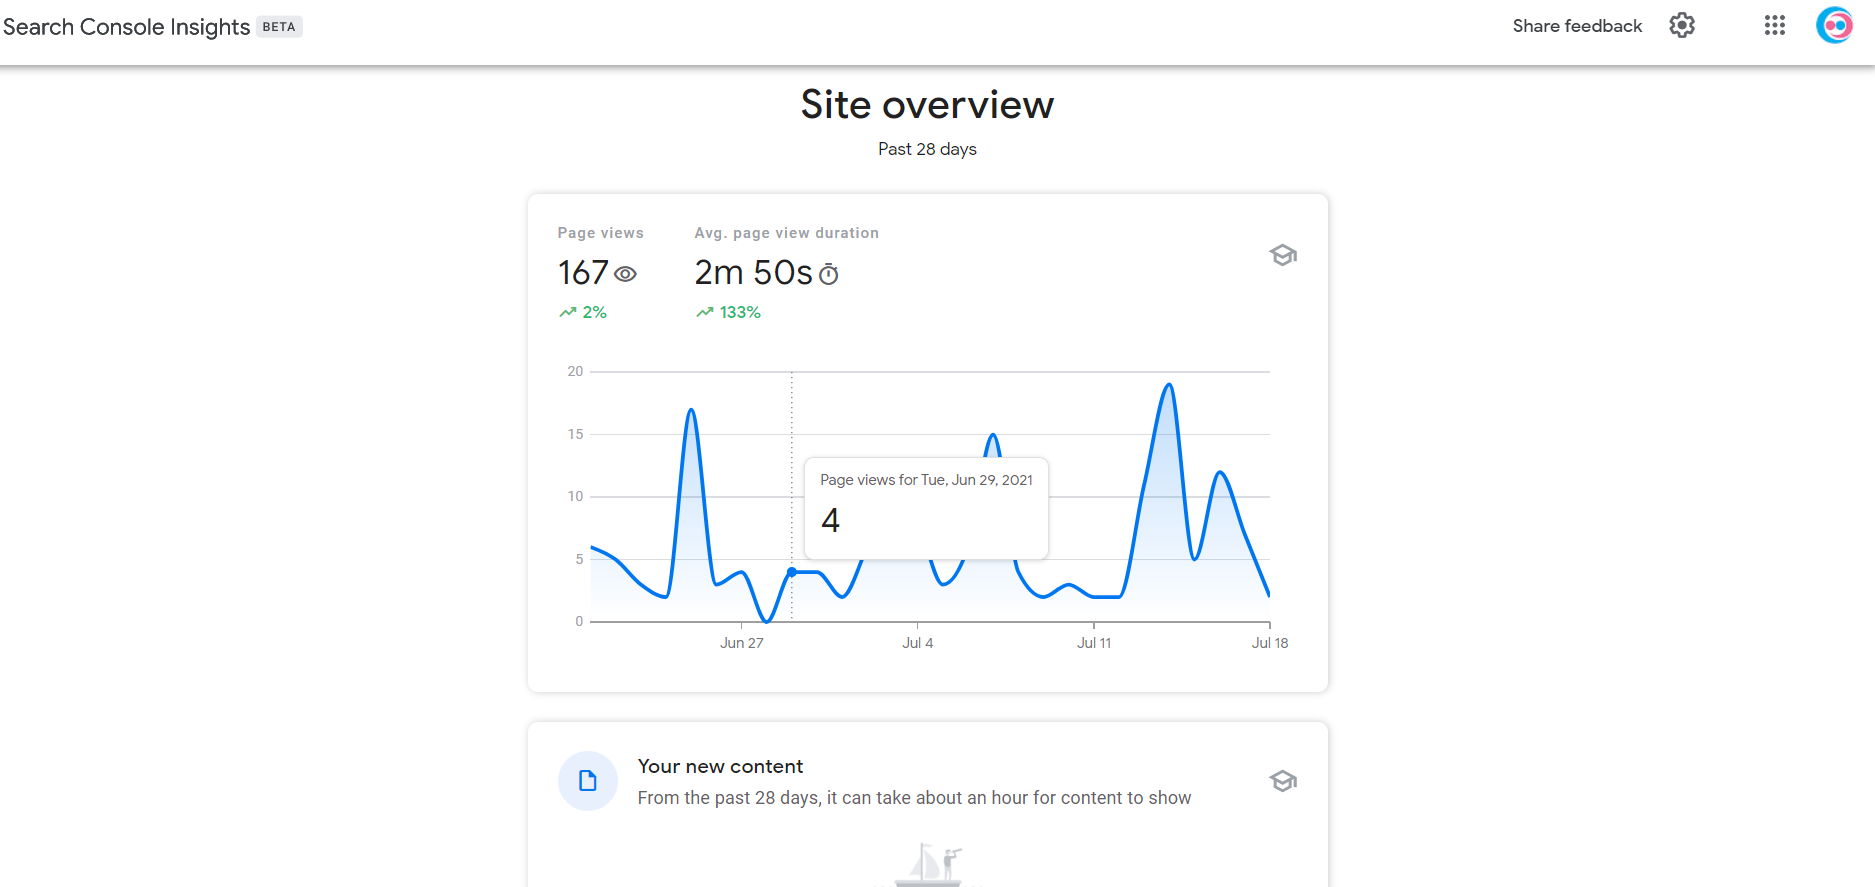 Search Console Insights BETA
Share feedback
Site overview
Past 28 days
Page views
167
2%
Avg. page view duration
2m 50s
133%
20
15
10
5
0
Page views for Tue, Jun 29, 2021
4
Jun 27
Jul 4
Jul 11
Jul 18
Your new content
From the past 28 days, it can take about an hour for content to show